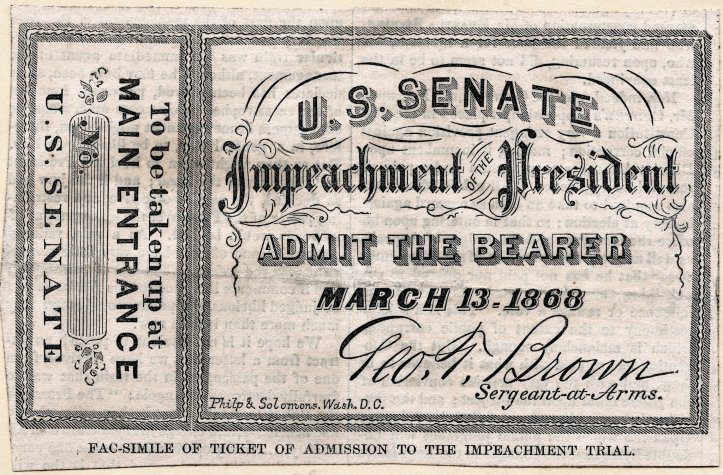 To be taken up at
MAIN ENTRANCE
No.
U.S. SENATE
U.S. SENATE
Impeachment OF THE President
ADMIT THE BEARER
MARCH 13-1868
Geo. T. Brown
Sergeant-at-Arms.
Philp & Solomons. Wash. D.C.
FAC-SIMILE OF TICKET OF ADMISSION TO THE IMPEACHMENT TRIAL.